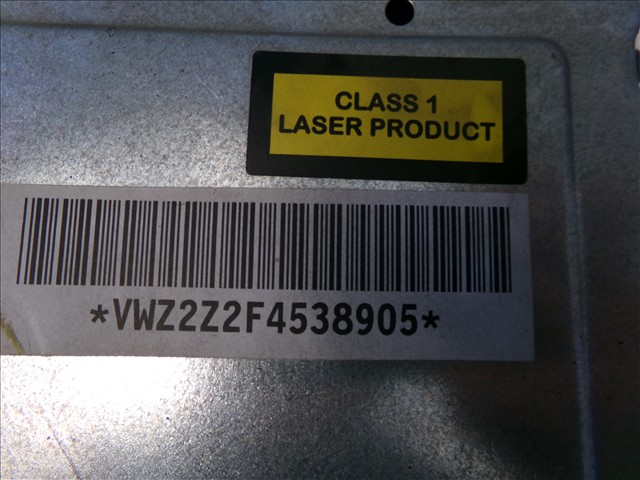 CLASS 1
LASER PRODUCT
*VWZ2Z2F4538905*